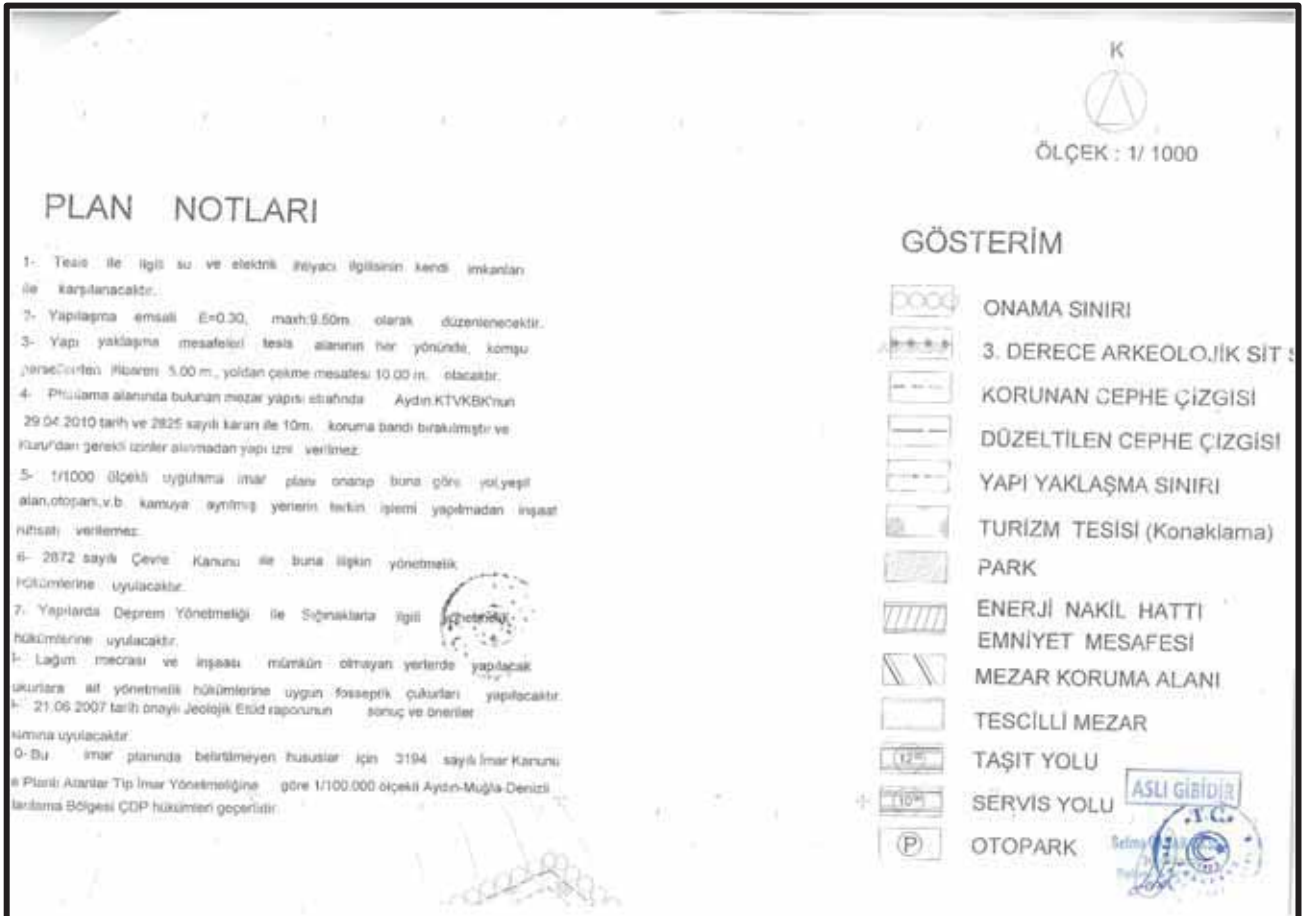 K
ÖLÇEK : 1/ 1000
PLAN NOTLARI
1- Tesis ile ilgili su ve elektrik ihtiyacı ilgilisinin kendi imkanları
ile karşılanacaktır.
2- Yapılaşma emsali E=0.30, maxh:9.50m. olarak düzenlenecektir.
3- Yapı yaklaşma mesafeleri tesis alanının her yönünde, komşu
parsellerden itibaren 5.00 m., yoldan çekme mesafesi 10.00 m. olacaktır.
4- Planlama alanında bulunan mezar yapısı etrafında Aydın KTVKBK'nun
29.04.2010 tarih ve 2825 sayılı kararı ile 10m. koruma bandı bırakılmıştır ve
Kurul'dan gerekli izinler alınmadan yapı izni verilmez.
5- 1/1000 ölçekli uygulama imar planı onanıp buna göre yol,yeşil
alan,otopark,v.b. kamuya ayrılmış yerlerin terkin işlemi yapılmadan inşaat
ruhsatı verilemez.
6- 2872 sayılı Çevre Kanunu ile buna ilişkin yönetmelik
hükümlerine uyulacaktır.
7- Yapılarda Deprem Yönetmeliği ile Sığınaklarla ilgili yönetmelik
hükümlerine uyulacaktır.
- Lağım mecrası ve inşaası mümkün olmayan yerlerde yapılacak
ukurlara ait yönetmelik hükümlerine uygun fosseptik çukurları yapılacaktır.
- 21.06.2007 tarih onaylı Jeolojik Etüd raporunun sonuç ve öneriler
ısmına uyulacaktır.
0- Bu imar planında belirtilmeyen hususlar için 3194 sayılı İmar Kanunu
e Planlı Alanlar Tip İmar Yönetmeliğine göre 1/100.000 ölçekli Aydın-Muğla-Denizli
lanlama Bölgesi ÇDP hükümleri geçerlidir.
GÖSTERİM
ONAMA SINIRI
3. DERECE ARKEOLOJİK SİT S
KORUNAN CEPHE ÇİZGİSİ
DÜZELTİLEN CEPHE ÇİZGİSİ
YAPI YAKLAŞMA SINIRI
TURİZM TESİSİ (Konaklama)
PARK
ENERJİ NAKİL HATTI
EMNİYET MESAFESİ
MEZAR KORUMA ALANI
TESCİLLİ MEZAR
12m TAŞIT YOLU
10m SERVİS YOLU
P OTOPARK
ASLI GİBİDİR
T.C.
Selma